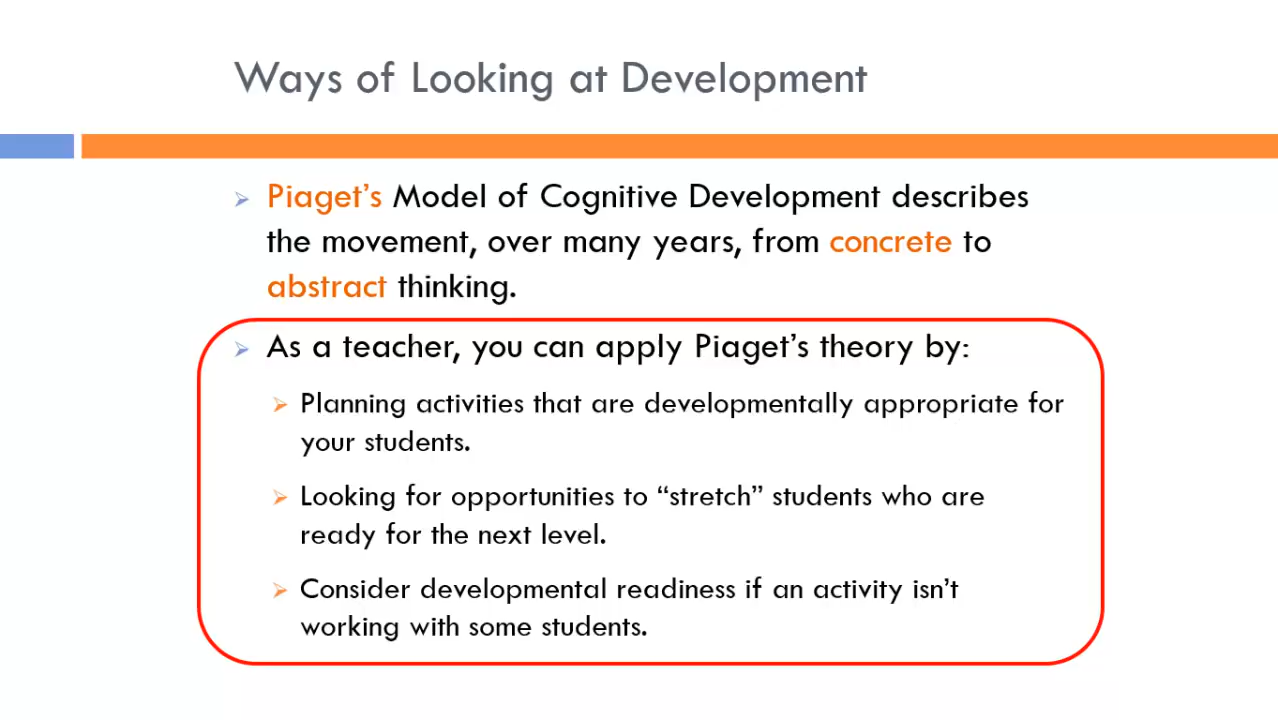 Ways of Looking at Development
Piaget's Model of Cognitive Development describes
the movement, over many years, from concrete to
abstract thinking.
As a teacher, you can apply Piaget's theory by:
Planning activities that are developmentally appropriate for
your students.
Looking for opportunities to “stretch” students who are
ready for the next level.
Consider developmental readiness if an activity isn't
working with some students.